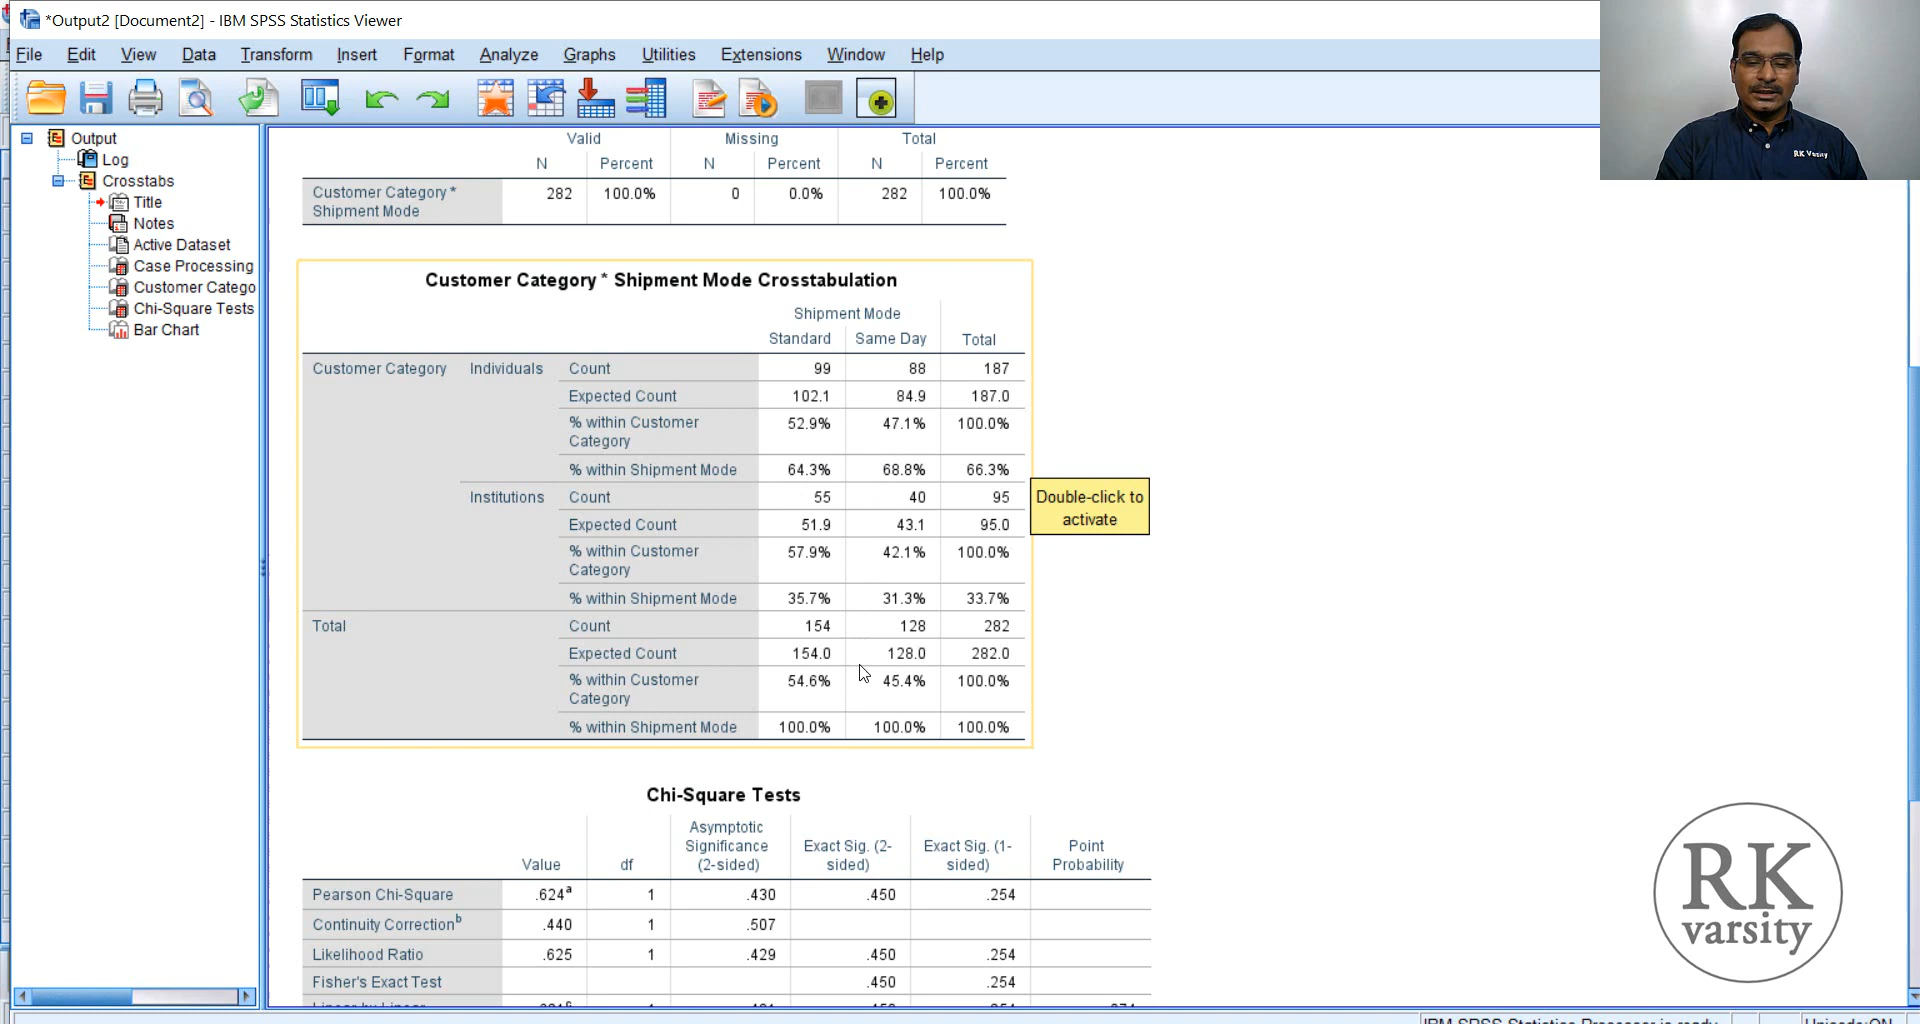 *Output2 [Document2] - IBM SPSS Statistics Viewer
File Edit View Data Transform Insert Format Analyze Graphs Utilities Extensions Window Help
Output
Log
Crosstabs
Title
Notes
Active Dataset
Case Processing
Customer Catego
Chi-Square Tests
Bar Chart
Valid Missing Total
N Percent N Percent N Percent
Customer Category * Shipment Mode 282 100.0% 0 0.0% 282 100.0%
Customer Category * Shipment Mode Crosstabulation
Shipment Mode
Standard Same Day Total
Customer Category Individuals Count 99 88 187
Expected Count 102.1 84.9 187.0
% within Customer Category 52.9% 47.1% 100.0%
% within Shipment Mode 64.3% 68.8% 66.3%
Institutions Count 55 40 95
Expected Count 51.9 43.1 95.0
% within Customer Category 57.9% 42.1% 100.0%
% within Shipment Mode 35.7% 31.3% 33.7%
Total Count 154 128 282
Expected Count 154.0 128.0 282.0
% within Customer Category 54.6% 45.4% 100.0%
% within Shipment Mode 100.0% 100.0% 100.0%
Double-click to
activate
Chi-Square Tests
Value df Asymptotic Significance (2-sided) Exact Sig. (2-sided) Exact Sig. (1-sided) Point Probability
Pearson Chi-Square .624a 1 .430 .450 .254
Continuity Correctionb .440 1 .507
Likelihood Ratio .625 1 .429 .450 .254
Fisher's Exact Test .450 .254
RK Varsity
RK
varsity
IBM SPSS Statistics Processor is ready
Unicode:ON